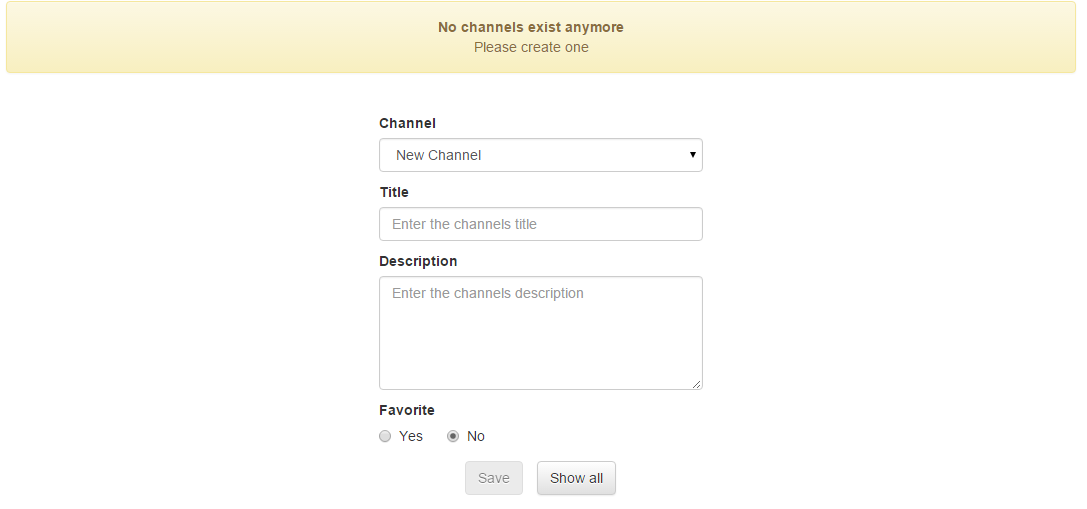 No channels exist anymore
Please create one
Channel
New Channel
Title
Enter the channels title
Description
Enter the channels description
Favorite
Yes No
Save Show all